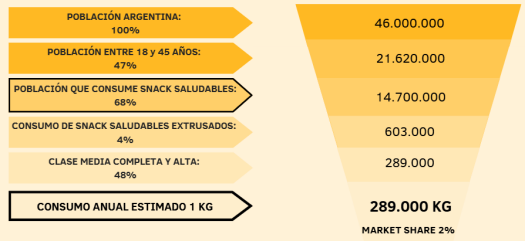 POBLACIÓN ARGENTINA:
100%
46.000.000
POBLACIÓN ENTRE 18 y 45 AÑOS:
47%
21.620.000
POBLACIÓN QUE CONSUME SNACK SALUDABLES:
68%
14.700.000
CONSUMO DE SNACK SALUDABLES EXTRUSADOS:
4%
603.000
CLASE MEDIA COMPLETA Y ALTA:
48%
289.000
CONSUMO ANUAL ESTIMADO 1 KG
289.000 KG
MARKET SHARE 2%